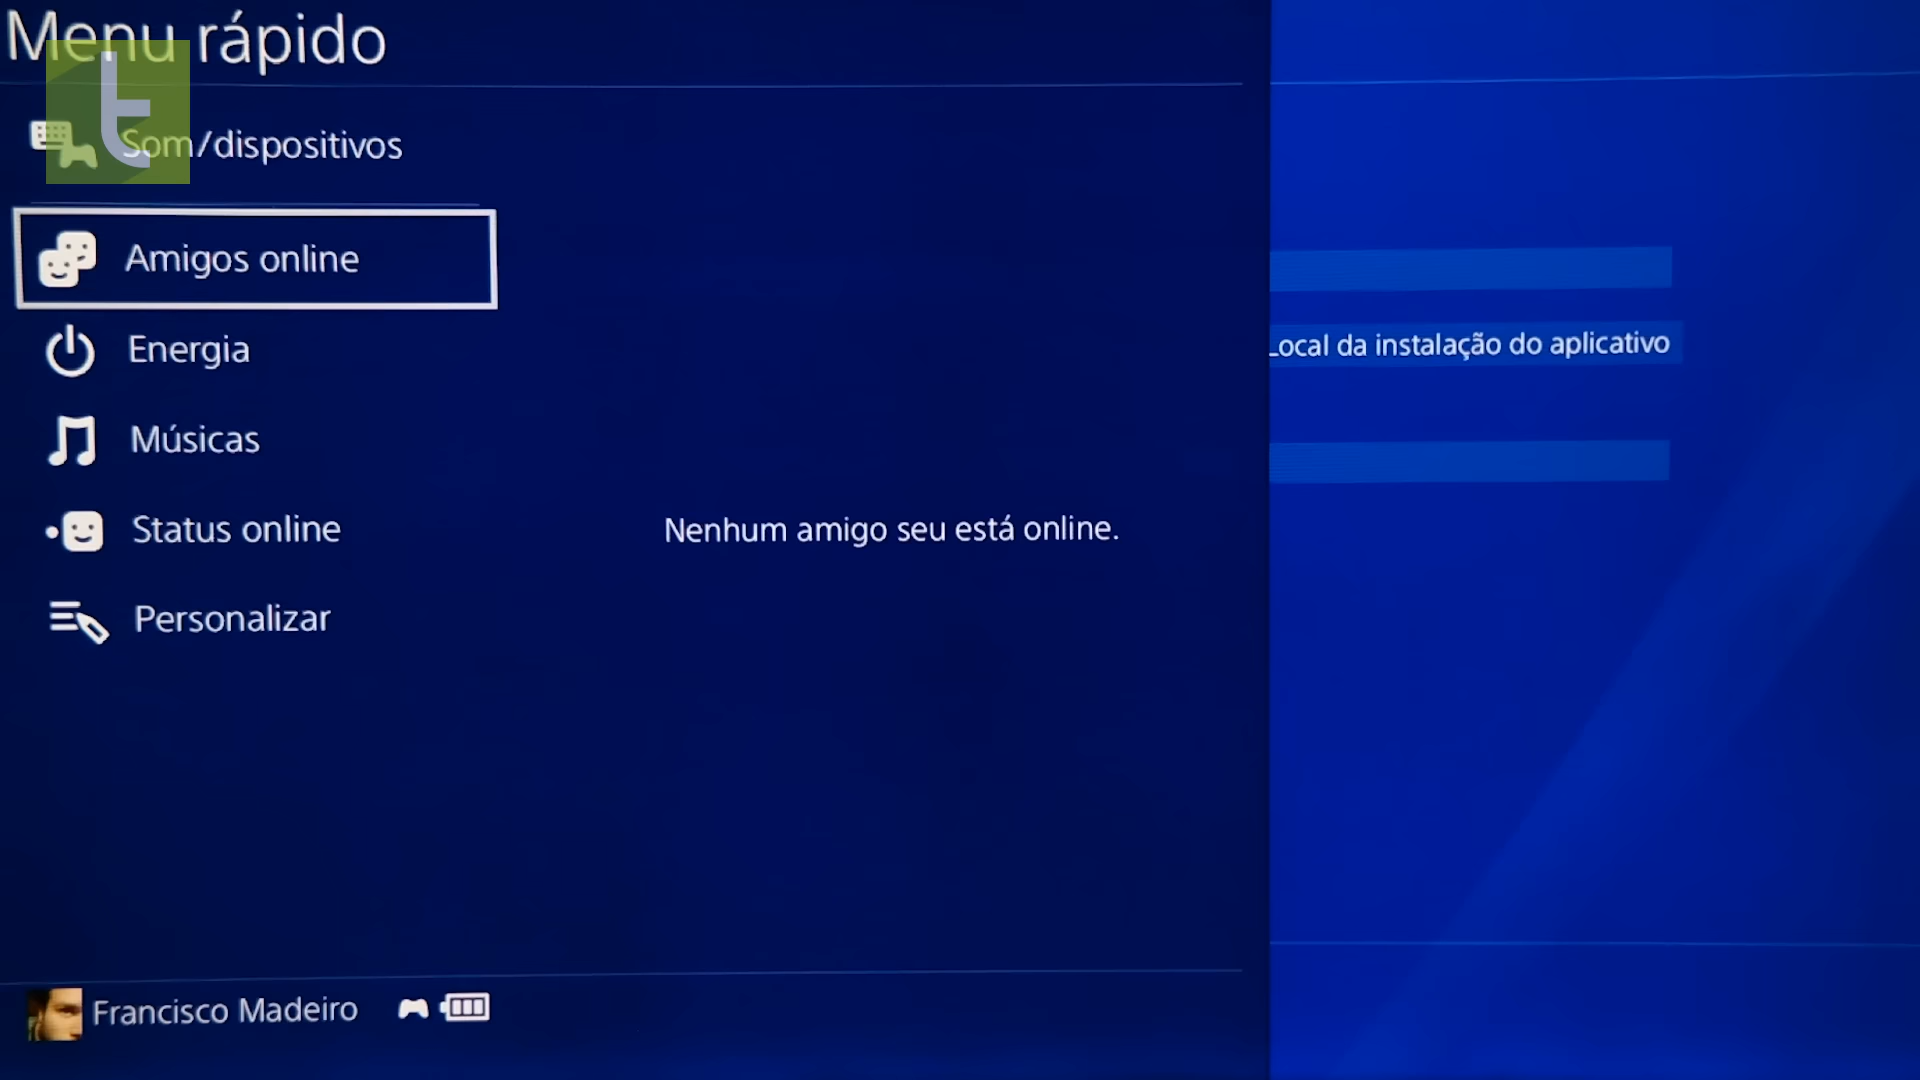 Menu rápido
Som/dispositivos
Amigos online
Energia
Local da instalação do aplicativo
Músicas
Status online
Nenhum amigo seu está online.
Personalizar
Francisco Madeiro
t